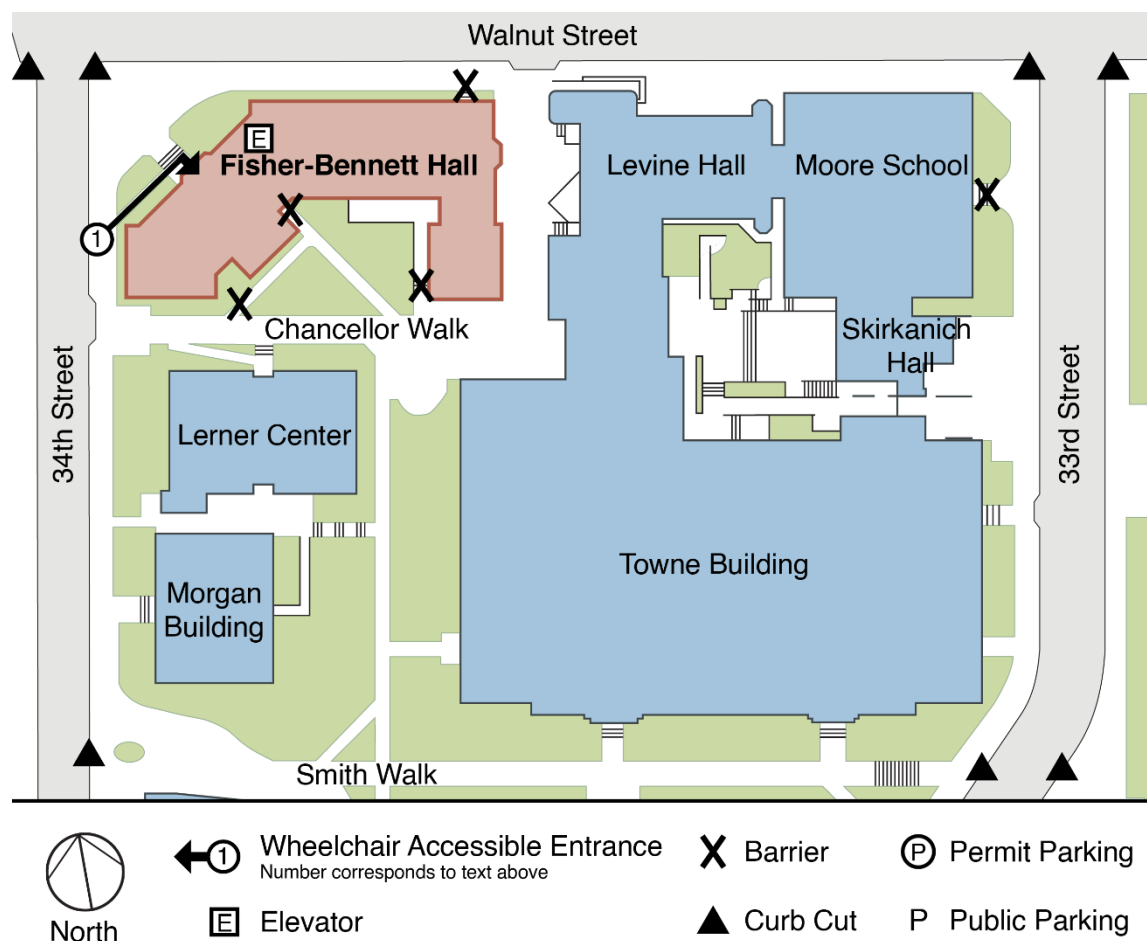 Walnut Street
E
Fisher-Bennett Hall
Levine Hall
Moore School
1
Chancellor Walk
Skirkanich
Hall
34th Street
Lerner Center
33rd Street
Towne Building
Morgan
Building
Smith Walk
1 Wheelchair Accessible Entrance
Number corresponds to text above
Barrier
P Permit Parking
North
E Elevator
Curb Cut
P Public Parking